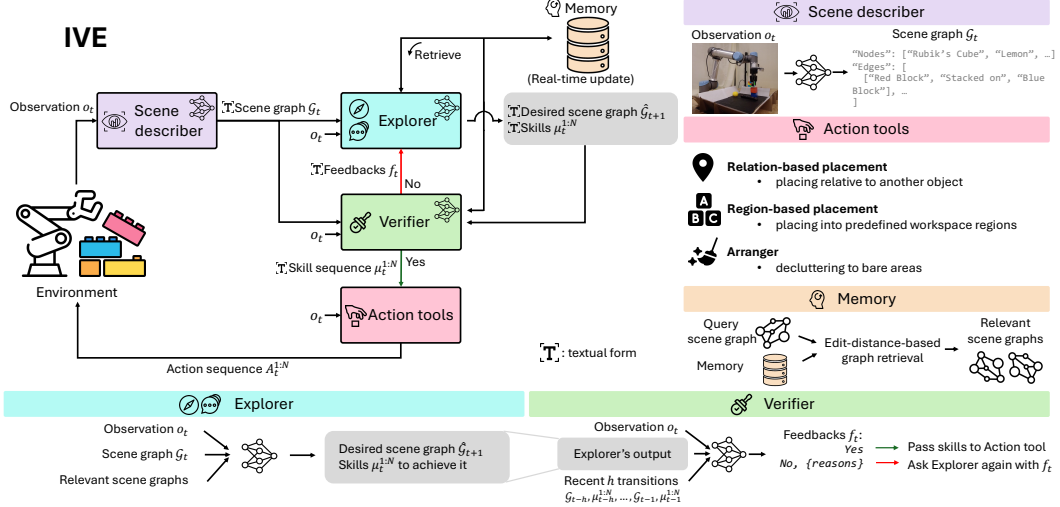 IVE
Memory
Retrieve
(Real-time update)
Observation o_t
Scene describer
[T] Scene graph 𝒢_t
Explorer
o_t
[T] Desired scene graph 𝒢̂_{t+1}
[T] Skills μ_t^{1:N}
[T] Feedbacks f_t
No
Verifier
o_t
Yes
[T] Skill sequence μ_t^{1:N}
Environment
o_t
Action tools
[T] : textual form
Action sequence A_t^{1:N}
Scene describer
Observation o_t
Scene graph 𝒢_t
"Nodes": ["Rubik's Cube", "Lemon", …]
"Edges": [
["Red Block", "Stacked on", "Blue
Block"], …
]
Action tools
Relation-based placement
• placing relative to another object
A
B C
Region-based placement
• placing into predefined workspace regions
Arranger
• decluttering to bare areas
Memory
Query
scene graph
Memory
Edit-distance-based
graph retrieval
Relevant
scene graphs
Explorer
Observation o_t
Scene graph 𝒢_t
Relevant scene graphs
Desired scene graph 𝒢̂_{t+1}
Skills μ_t^{1:N} to achieve it
Verifier
Observation o_t
Explorer's output
Recent h transitions
𝒢_{t-h}, μ_{t-h}^{1:N}, … , 𝒢_{t-1}, μ_{t-1}^{1:N}
Feedbacks f_t:
Yes
No, {reasons}
Pass skills to Action tool
Ask Explorer again with f_t